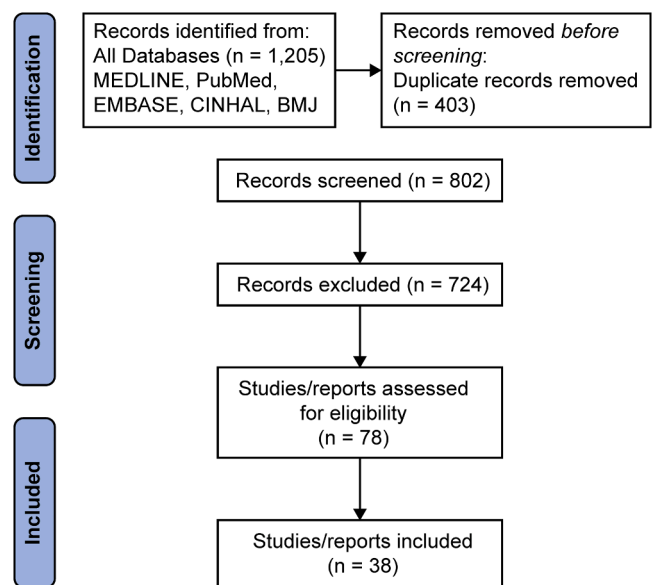 Identification
Records identified from:
All Databases (n = 1,205)
MEDLINE, PubMed,
EMBASE, CINHAL, BMJ
Records removed before
screening:
Duplicate records removed
(n = 403)
Records screened (n = 802)
Screening
Records excluded (n = 724)
Studies/reports assessed
for eligibility
(n = 78)
Included
Studies/reports included
(n = 38)